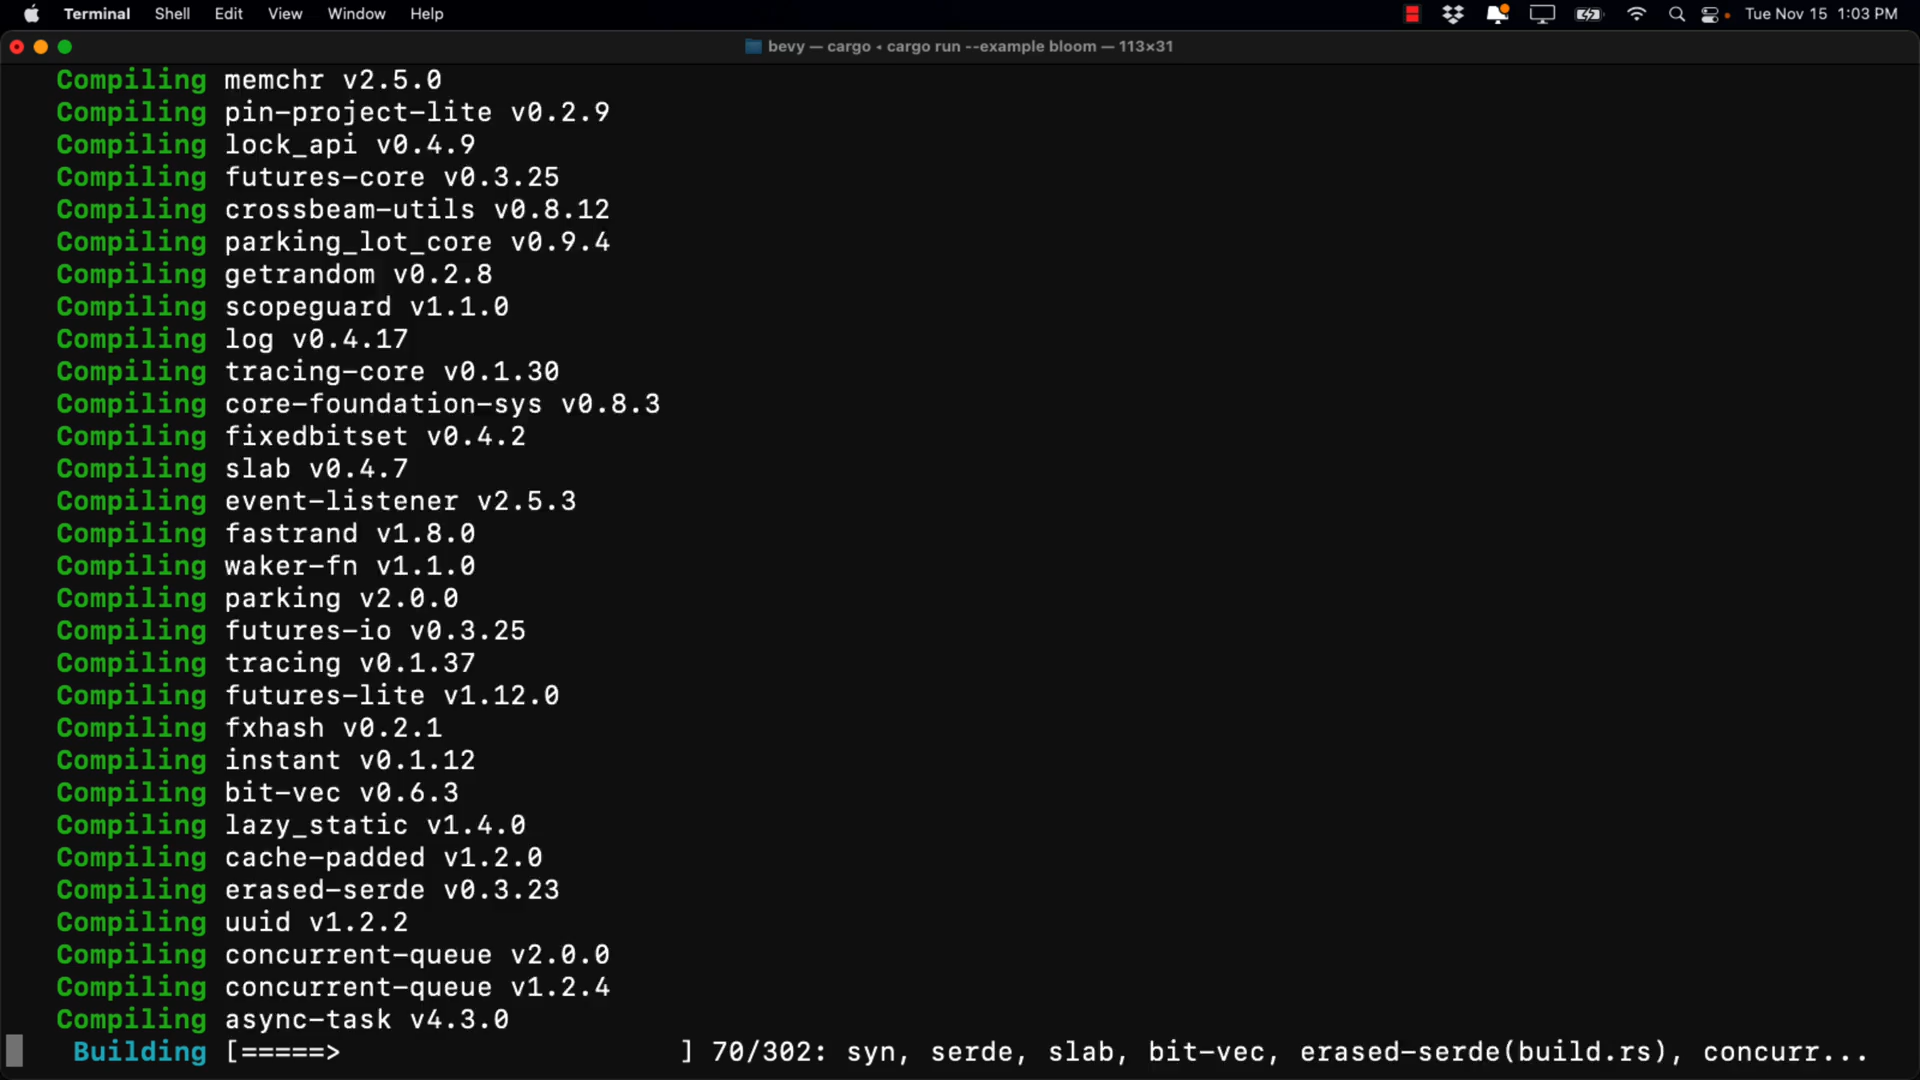 Terminal Shell Edit View Window Help Tue Nov 15 1:03 PM
bevy — cargo ◂ cargo run --example bloom — 113×31
Compiling memchr v2.5.0
Compiling pin-project-lite v0.2.9
Compiling lock_api v0.4.9
Compiling futures-core v0.3.25
Compiling crossbeam-utils v0.8.12
Compiling parking_lot_core v0.9.4
Compiling getrandom v0.2.8
Compiling scopeguard v1.1.0
Compiling log v0.4.17
Compiling tracing-core v0.1.30
Compiling core-foundation-sys v0.8.3
Compiling fixedbitset v0.4.2
Compiling slab v0.4.7
Compiling event-listener v2.5.3
Compiling fastrand v1.8.0
Compiling waker-fn v1.1.0
Compiling parking v2.0.0
Compiling futures-io v0.3.25
Compiling tracing v0.1.37
Compiling futures-lite v1.12.0
Compiling fxhash v0.2.1
Compiling instant v0.1.12
Compiling bit-vec v0.6.3
Compiling lazy_static v1.4.0
Compiling cache-padded v1.2.0
Compiling erased-serde v0.3.23
Compiling uuid v1.2.2
Compiling concurrent-queue v2.0.0
Compiling concurrent-queue v1.2.4
Compiling async-task v4.3.0
Building [=====> ] 70/302: syn, serde, slab, bit-vec, erased-serde(build.rs), concurr...